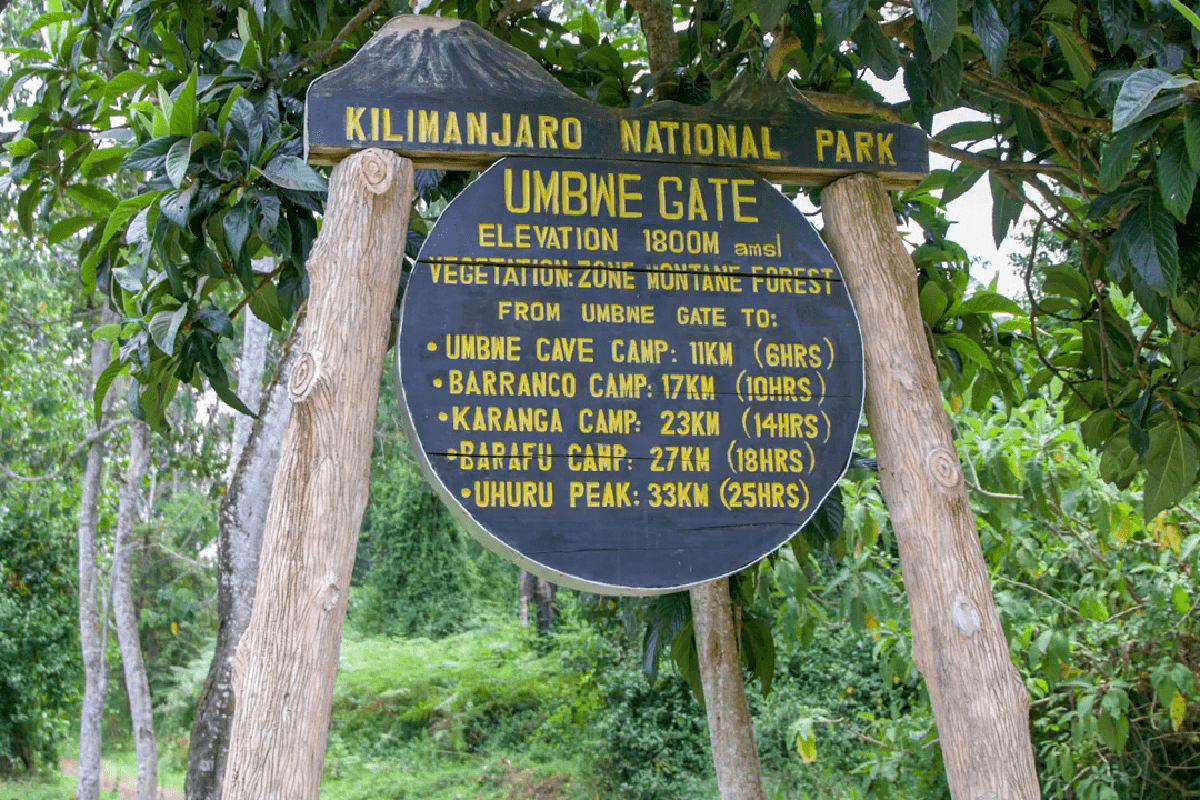 KILIMANJARO NATIONAL PARK
UMBWE GATE
ELEVATION 1800M amsl
VEGETATION: ZONE MONTANE FOREST
FROM UMBWE GATE TO:
• UMBWE CAVE CAMP: 11KM (6HRS)
• BARRANCO CAMP: 17KM (10HRS)
• KARANGA CAMP: 23KM (14HRS)
• BARAFU CAMP: 27KM (18HRS)
• UHURU PEAK: 33KM (25HRS)